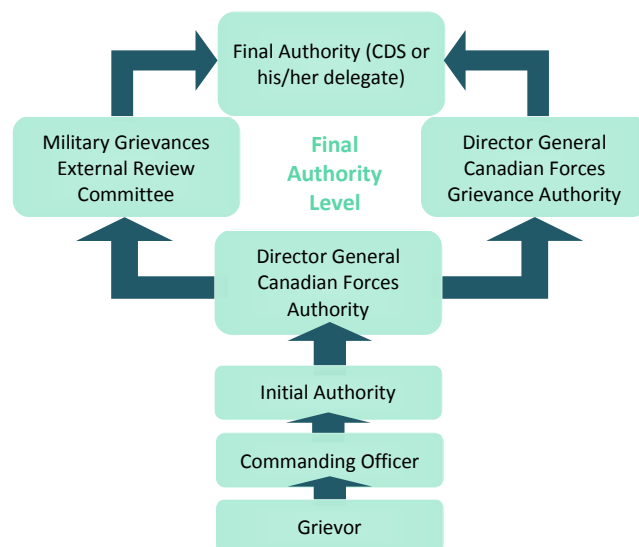 Final Authority (CDS or
his/her delegate)
Military Grievances
External Review
Committee
Final
Authority
Level
Director General
Canadian Forces
Grievance Authority
Director General
Canadian Forces
Authority
Initial Authority
Commanding Officer
Grievor